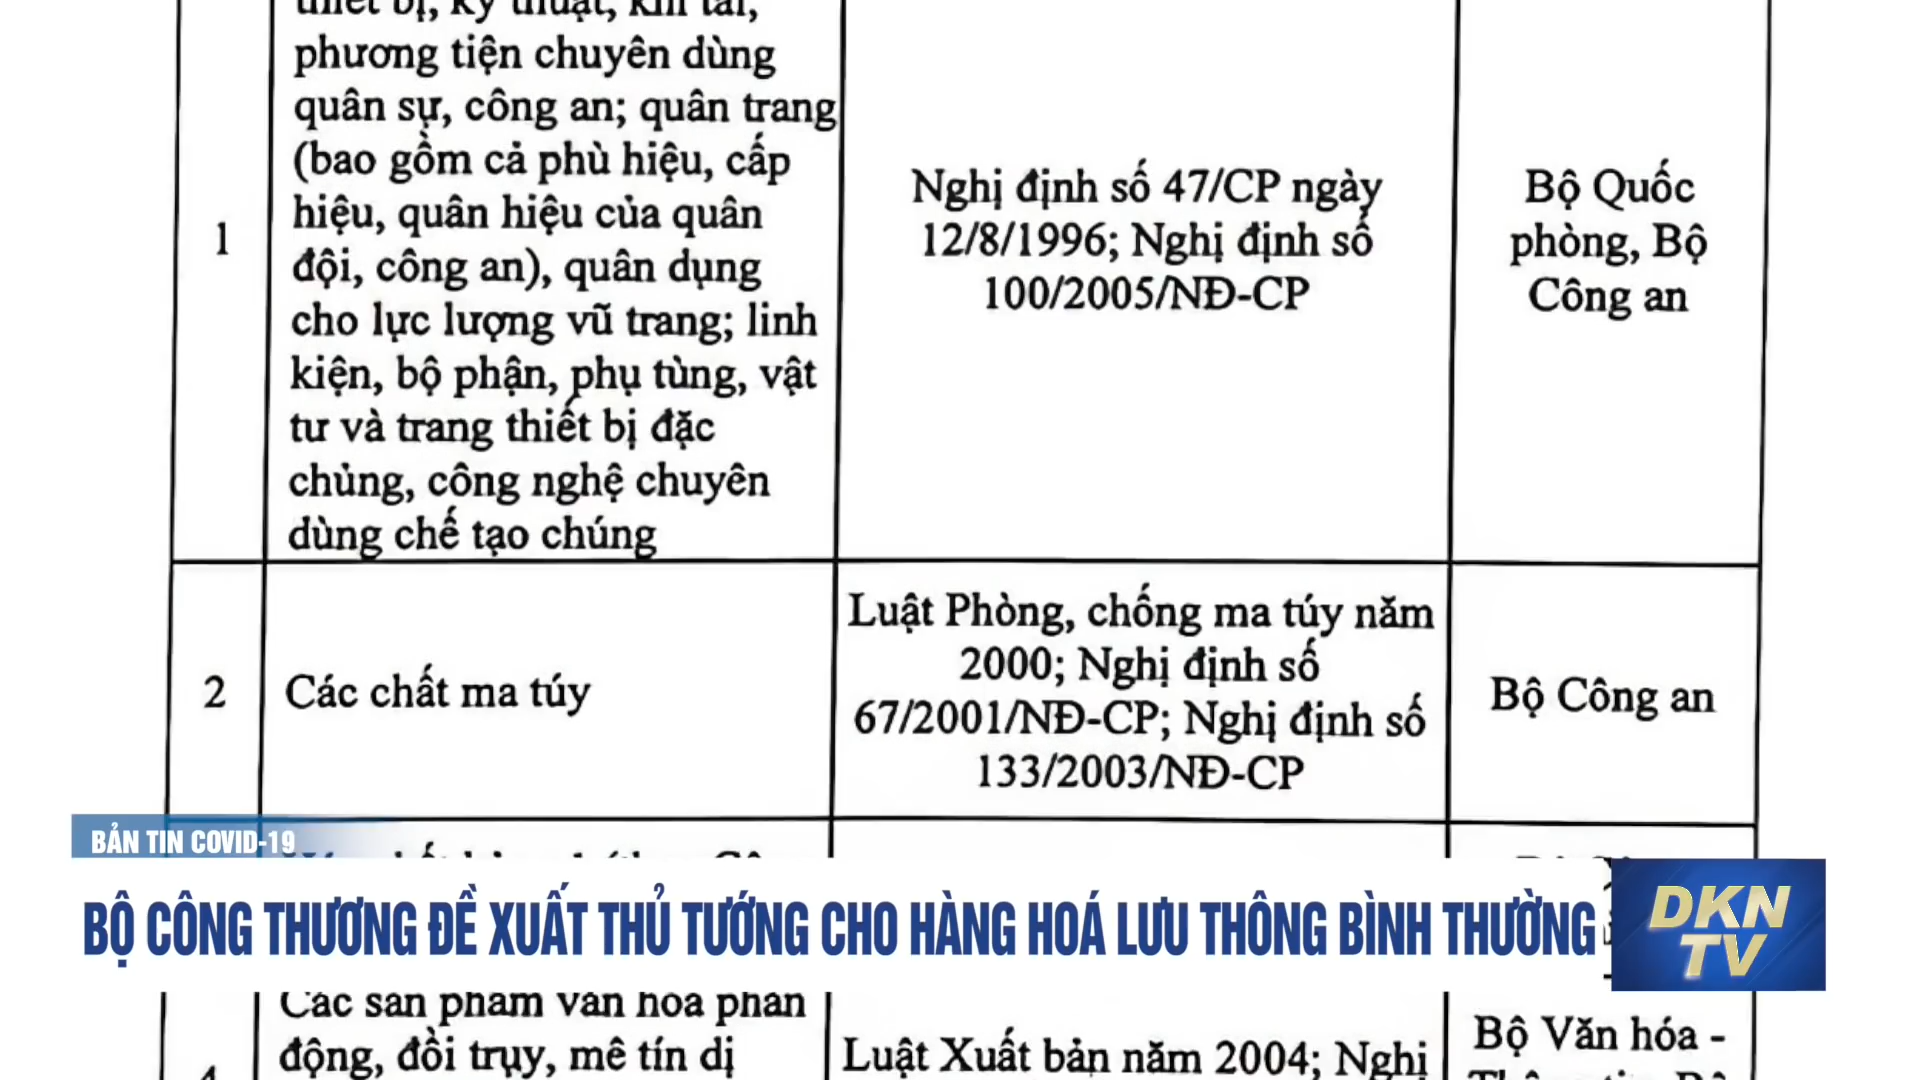 thiết bị, kỹ thuật, khí tài,
phương tiện chuyên dùng
quân sự, công an; quân trang
(bao gồm cả phù hiệu, cấp
hiệu, quân hiệu của quân
đội, công an), quân dụng
cho lực lượng vũ trang; linh
kiện, bộ phận, phụ tùng, vật
tư và trang thiết bị đặc
chủng, công nghệ chuyên
dùng chế tạo chúng
1
Nghị định số 47/CP ngày
12/8/1996; Nghị định số
100/2005/NĐ-CP
Bộ Quốc
phòng, Bộ
Công an
2
Các chất ma túy
Luật Phòng, chống ma túy năm
2000; Nghị định số
67/2001/NĐ-CP; Nghị định số
133/2003/NĐ-CP
Bộ Công an
BẢN TIN COVID-19
BỘ CÔNG THƯƠNG ĐỀ XUẤT THỦ TƯỚNG CHO HÀNG HOÁ LƯU THÔNG BÌNH THƯỜNG
DKN
TV
Các sản phẩm văn hóa phản
động, đồi trụy, mê tín dị
Luật Xuất bản năm 2004; Nghị
Bộ Văn hóa -